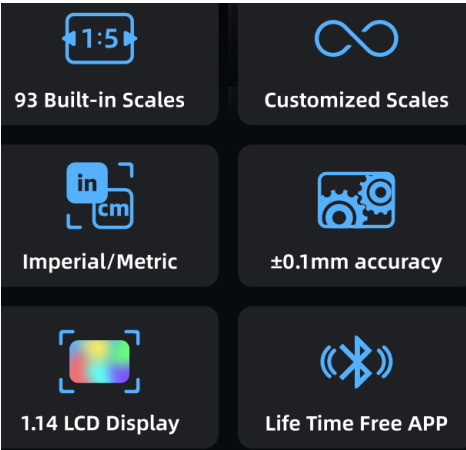 1:5
93 Built-in Scales
Customized Scales
in
cm
Imperial/Metric
±0.1mm accuracy
1.14 LCD Display
Life Time Free APP